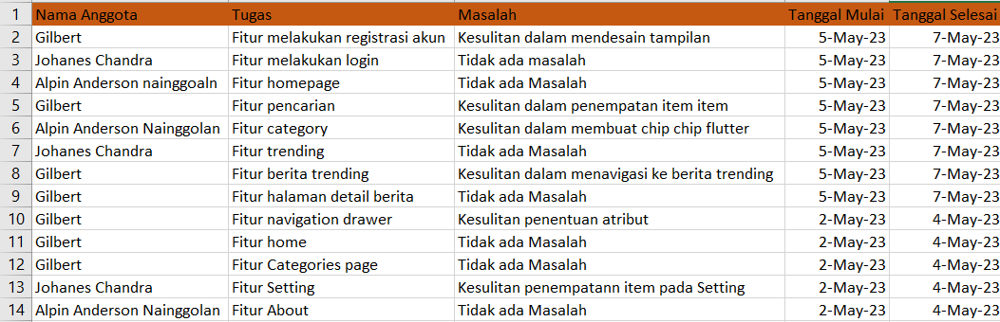 1 Nama Anggota Tugas Masalah Tanggal Mulai Tanggal Selesai
2 Gilbert Fitur melakukan registrasi akun Kesulitan dalam mendesain tampilan 5-May-23 7-May-23
3 Johanes Chandra Fitur melakukan login Tidak ada masalah 5-May-23 7-May-23
4 Alpin Anderson nainggoaln Fitur homepage Tidak ada Masalah 5-May-23 7-May-23
5 Gilbert Fitur pencarian Kesulitan dalam penempatan item item 5-May-23 7-May-23
6 Alpin Anderson Nainggolan Fitur category Kesulitan dalam membuat chip chip flutter 5-May-23 7-May-23
7 Johanes Chandra Fitur trending Tidak ada Masalah 5-May-23 7-May-23
8 Gilbert Fitur berita trending Kesulitan dalam menavigasi ke berita trending 5-May-23 7-May-23
9 Gilbert Fitur halaman detail berita Tidak ada Masalah 5-May-23 7-May-23
10 Gilbert Fitur navigation drawer Kesulitan penentuan atribut 2-May-23 4-May-23
11 Gilbert Fitur home Tidak ada Masalah 2-May-23 4-May-23
12 Gilbert Fitur Categories page Tidak ada Masalah 2-May-23 4-May-23
13 Johanes Chandra Fitur Setting Kesulitan penempatann item pada Setting 2-May-23 4-May-23
14 Alpin Anderson Nainggolan Fitur About Tidak ada Masalah 2-May-23 4-May-23